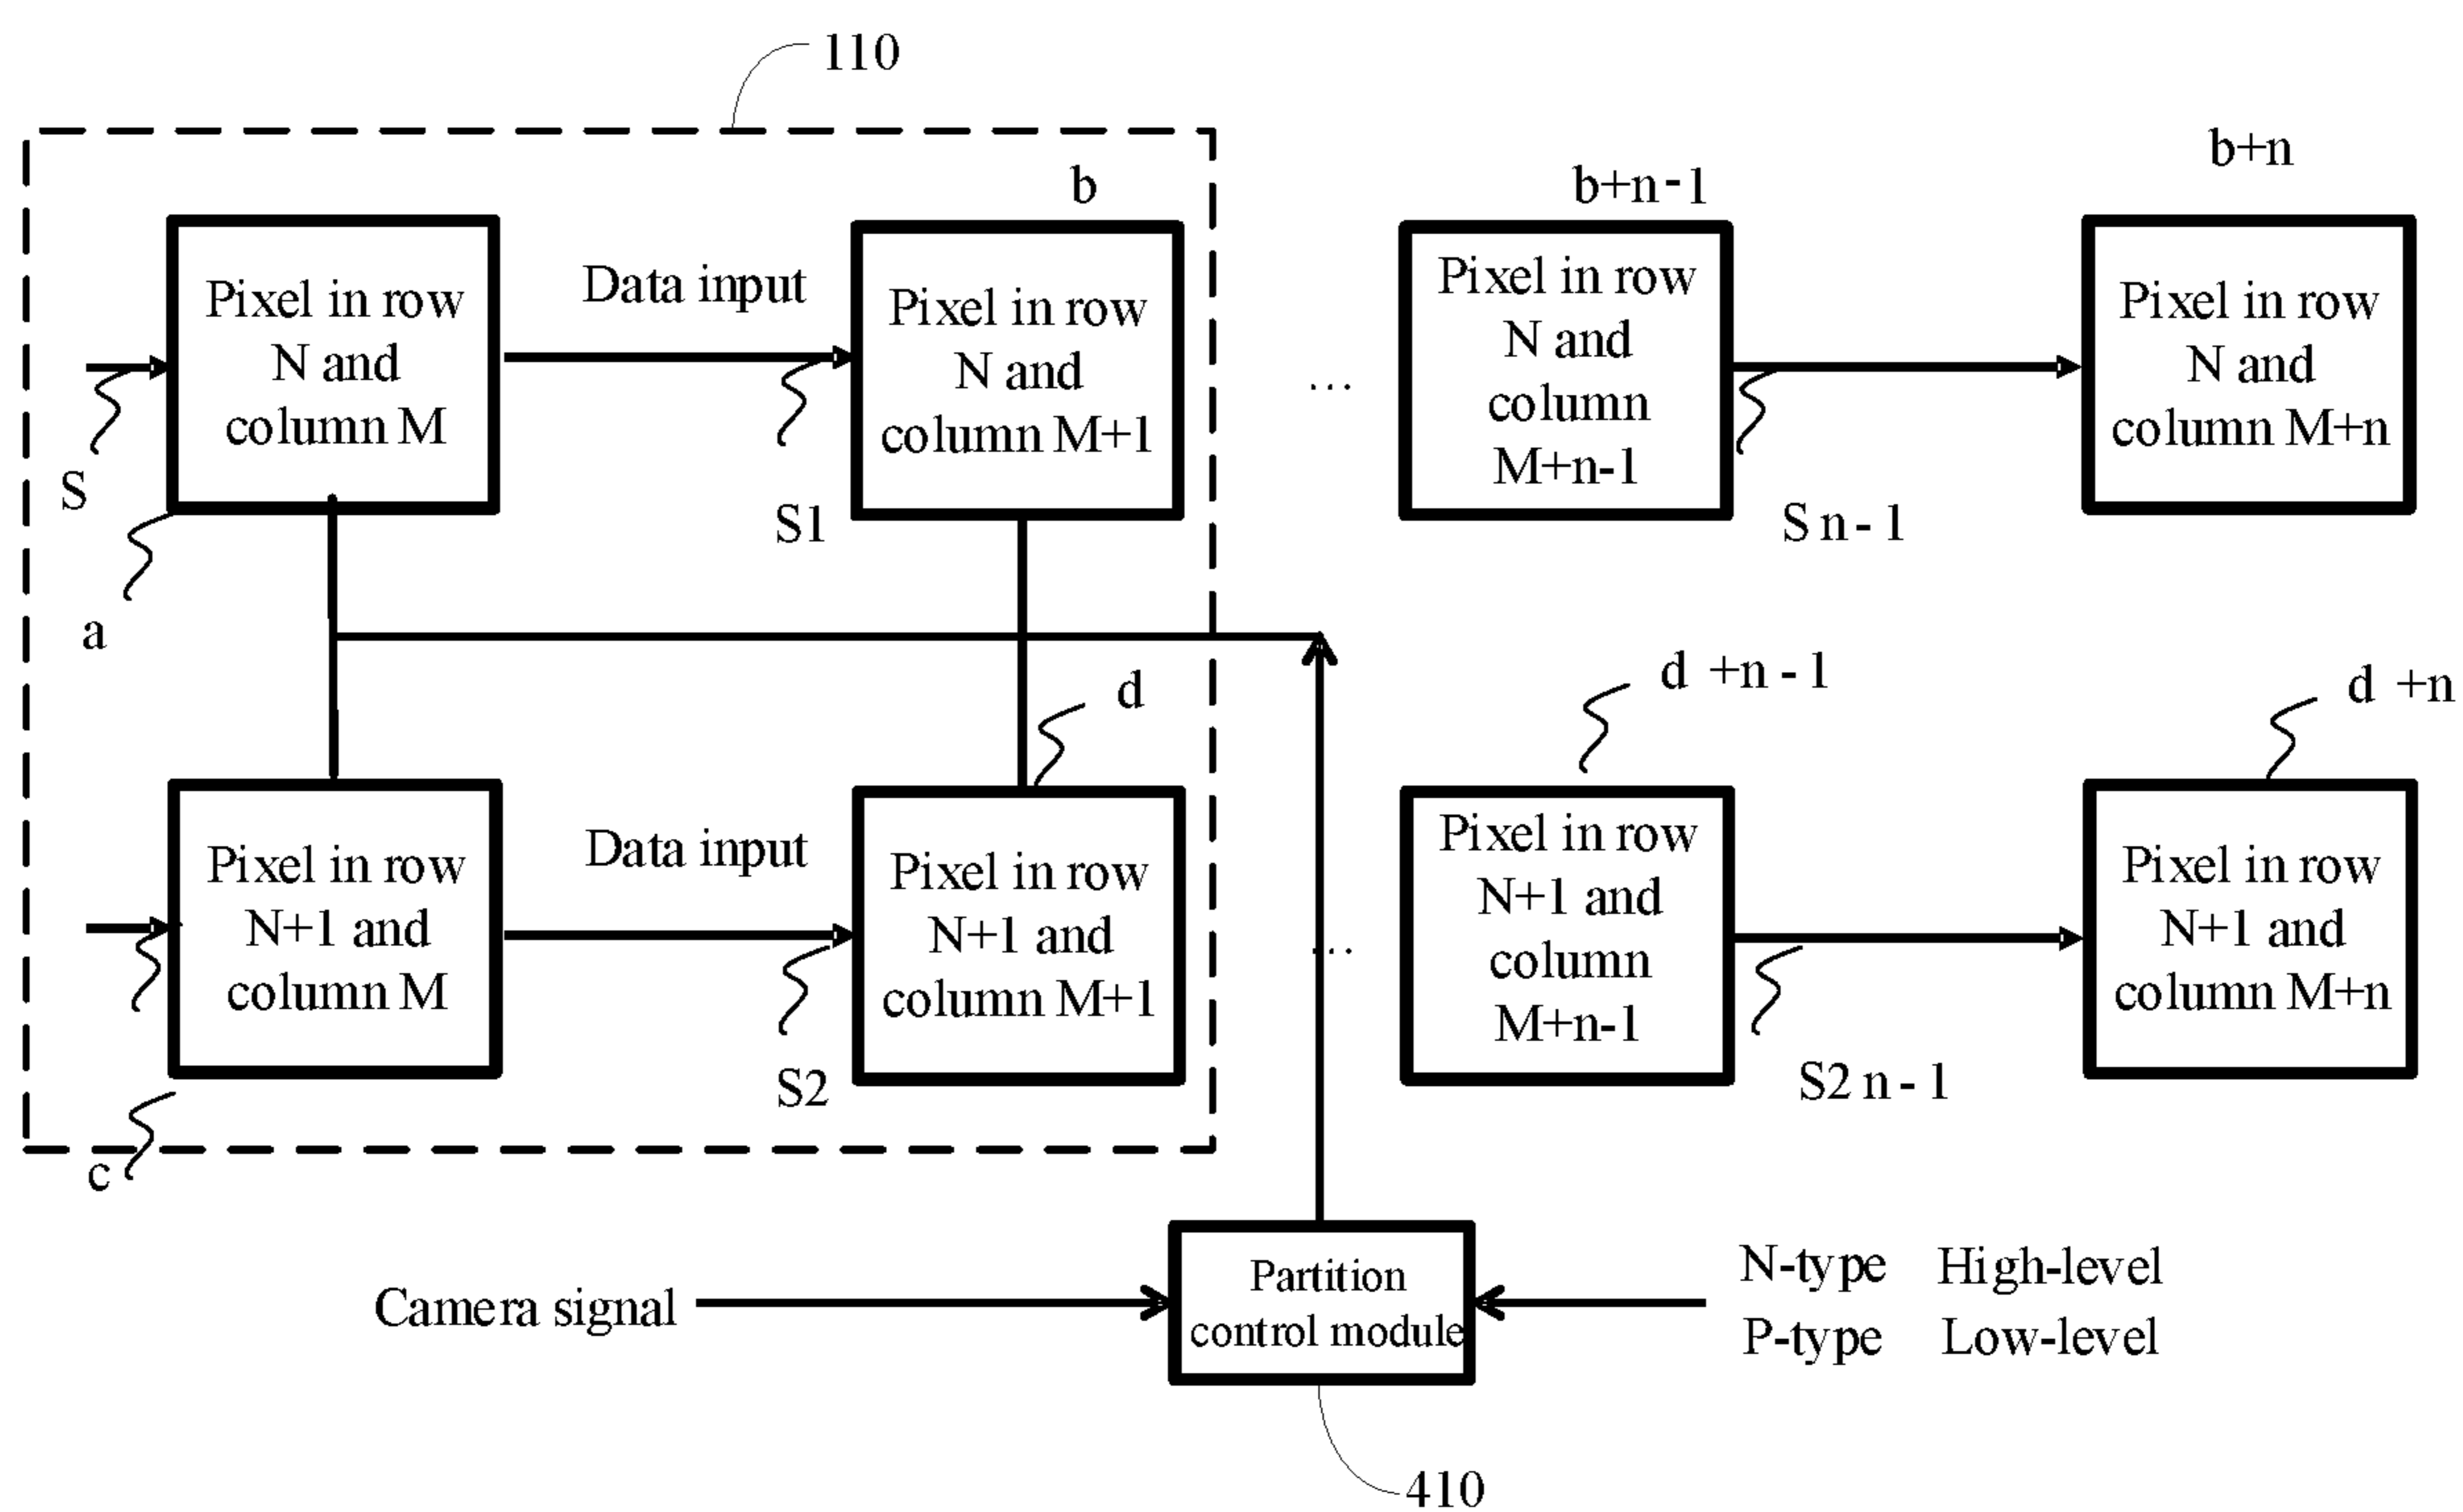 110
b
b+n-1
b+n
Pixel in row
N and
column M
Data input
Pixel in row
N and
column M+1
...
Pixel in row
N and
column
M+n-1
Pixel in row
N and
column M+n
S
S1
S n - 1
a
d
d +n - 1
d +n
Pixel in row
N+1 and
column M
Data input
Pixel in row
N+1 and
column M+1
...
Pixel in row
N+1 and
column
M+n-1
Pixel in row
N+1 and
column M+n
S2
S2 n - 1
c
Camera signal
Partition
control module
N-type High-level
P-type Low-level
410